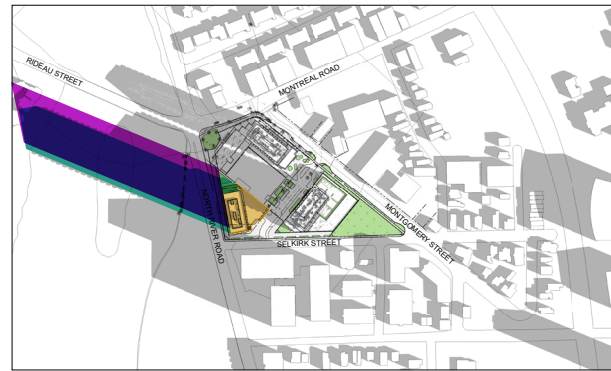 RIDEAU STREET
MONTREAL ROAD
NORTH RIVER ROAD
MONTGOMERY STREET
SELKIRK STREET